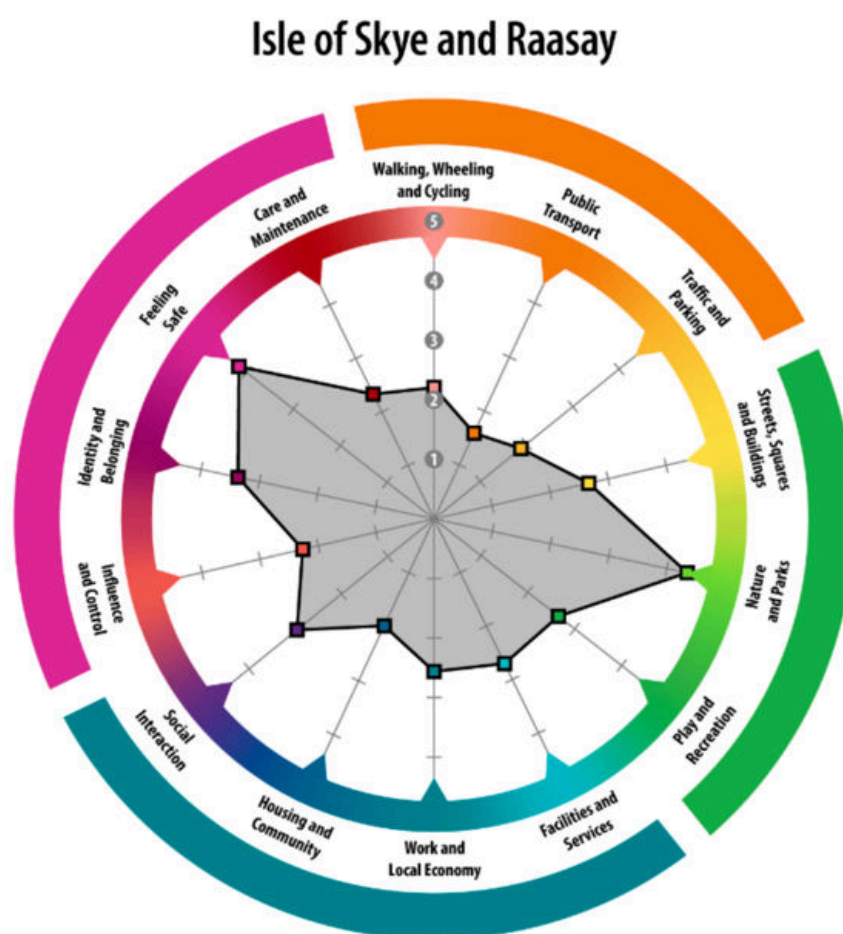 Isle of Skye and Raasay
Walking, Wheeling
and Cycling
Public
Transport
Traffic and
Parking
Streets, Squares
and Buildings
Nature
and Parks
Play and
Recreation
Facilities and
Services
Work and
Local Economy
Housing and
Community
Social
Interaction
Influence
and Control
Identity and
Belonging
Feeling
Safe
Care and
Maintenance
5
4
3
2
1